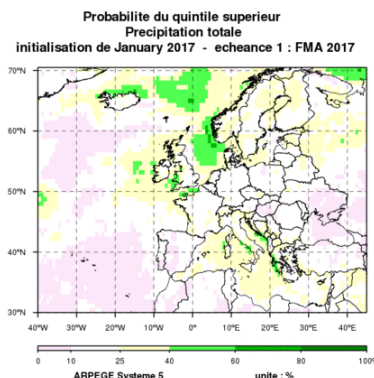 Probabilite du quintile superieur
Precipitation totale
initialisation de January 2017 - echeance 1 : FMA 2017
70°N
60°N
50°N
40°N
30°N
40°W 30°W 20°W 10°W 0° 10°E 20°E 30°E 40°E
0 10 25 40 60 80 100
ARPEGE Systeme 5 unite : %